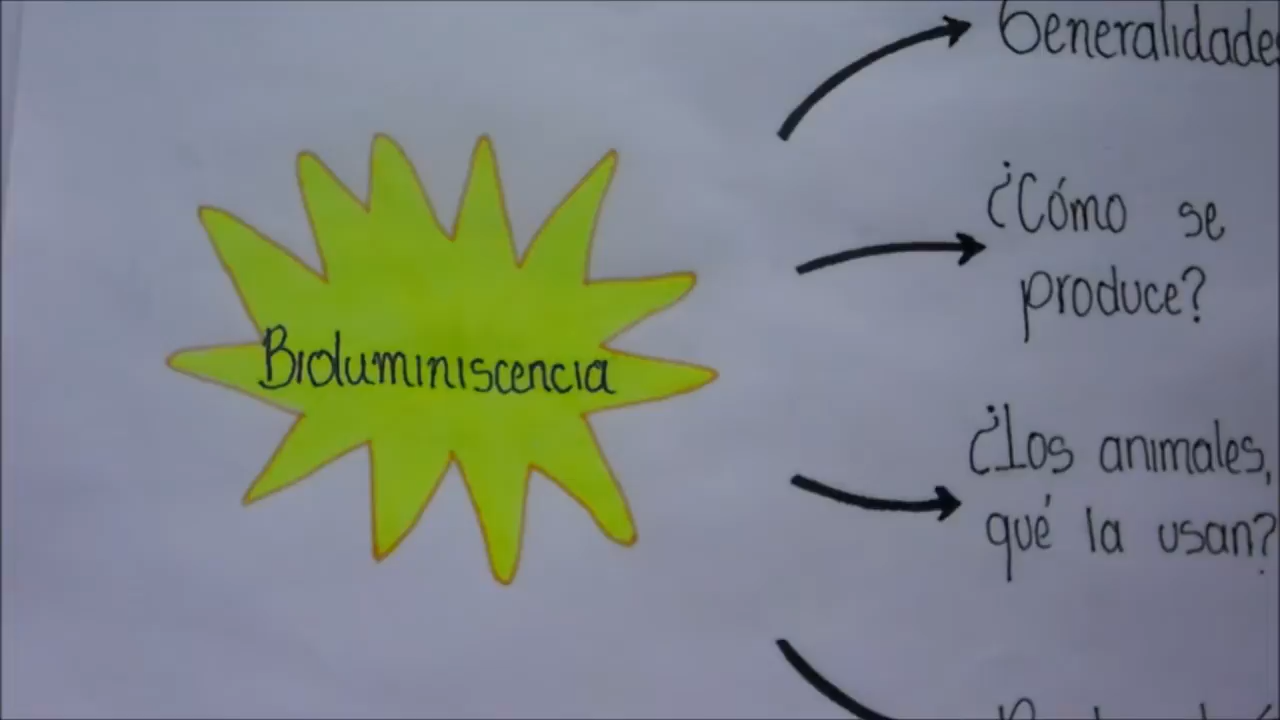 Generalidades
¿Cómo se
produce?
Bioluminiscencia
¿Los animales,
qué la usan?